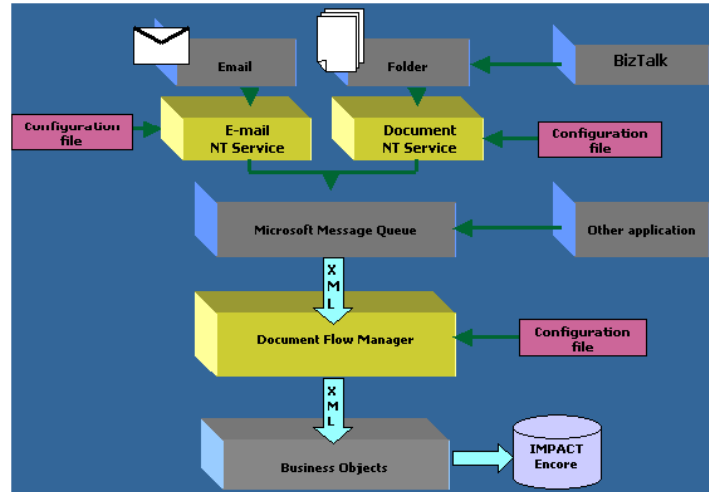 Email
Folder
BizTalk
Configuration
file
E-mail
NT Service
Document
NT Service
Configuration
file
Microsoft Message Queue
Other application
X
M
L
Document Flow Manager
Configuration
file
X
M
L
Business Objects
IMPACT
Encore